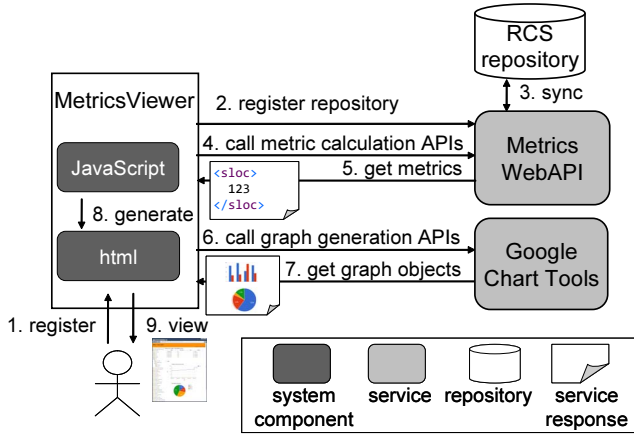 RCS
repository
MetricsViewer
2. register repository
3. sync
4. call metric calculation APIs
Metrics
WebAPI
JavaScript
5. get metrics
<sloc>
123
</sloc>
8. generate
6. call graph generation APIs
html
Google
Chart Tools
7. get graph objects
1. register
9. view
system
component
service
repository
service
response